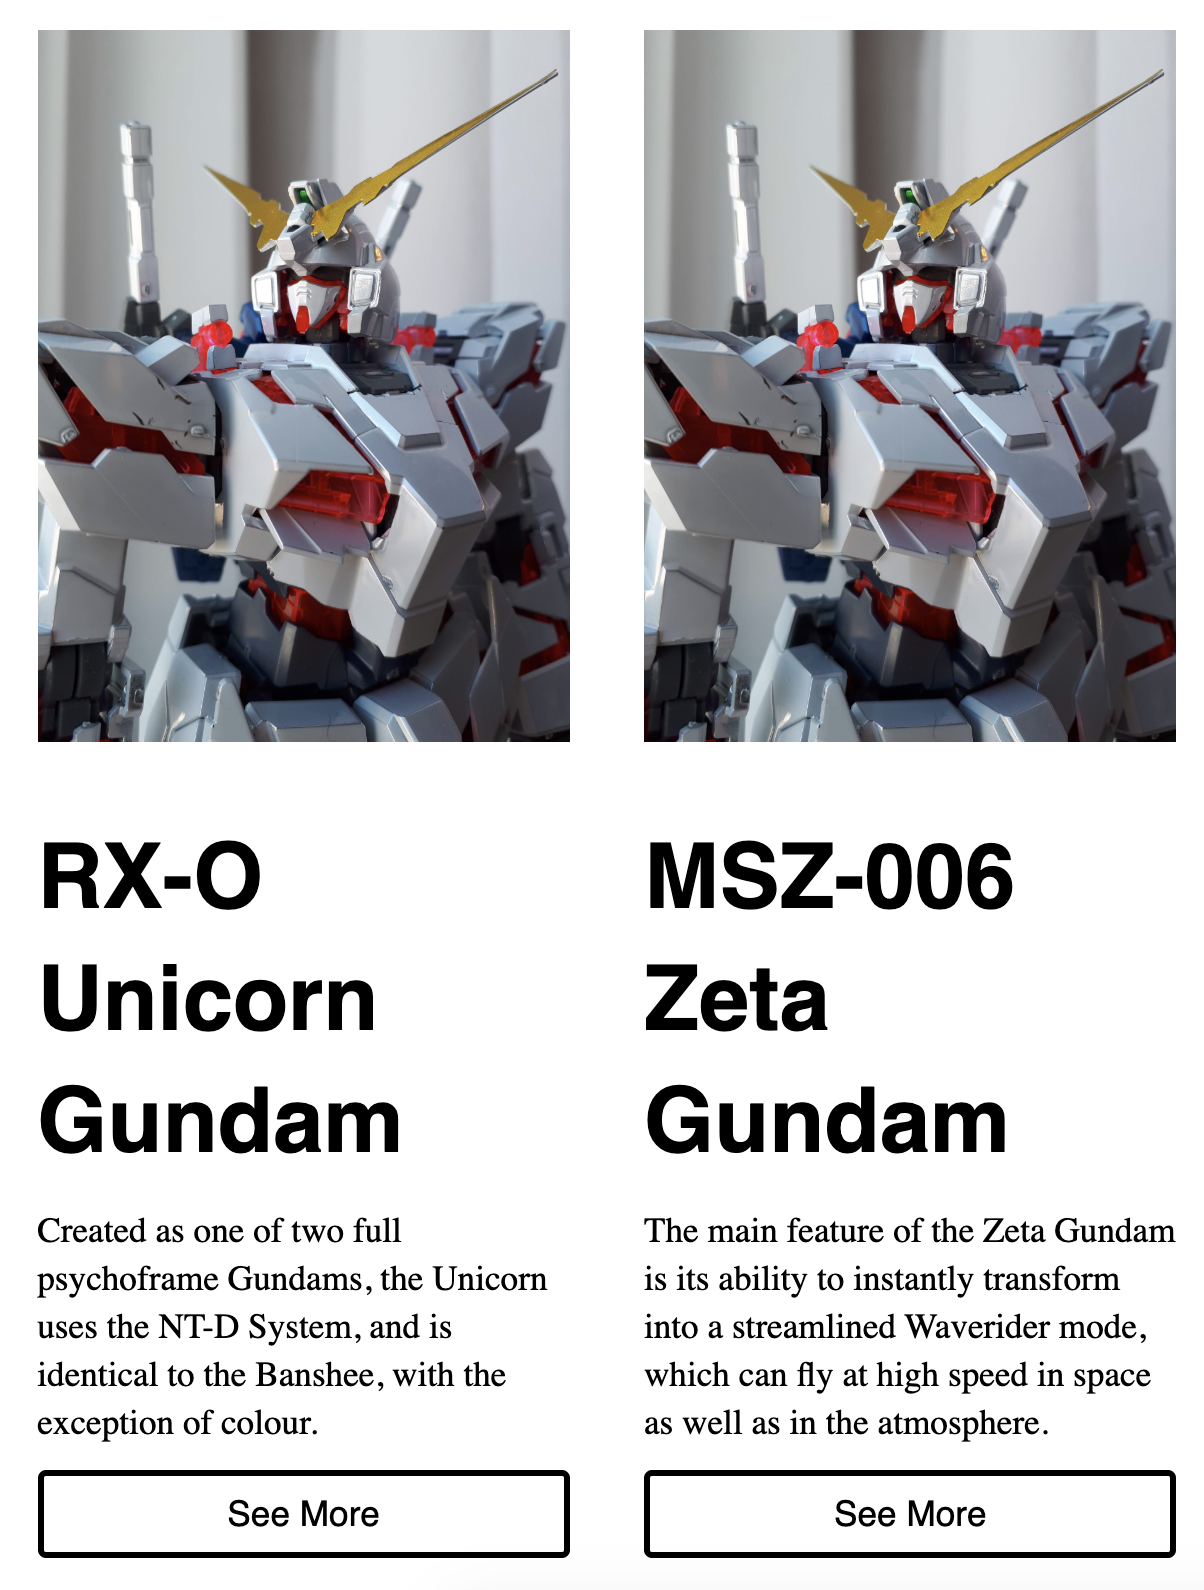 RX-O
Unicorn
Gundam
Created as one of two full
psychoframe Gundams, the Unicorn
uses the NT-D System, and is
identical to the Banshee, with the
exception of colour.
See More
MSZ-006
Zeta
Gundam
The main feature of the Zeta Gundam
is its ability to instantly transform
into a streamlined Waverider mode,
which can fly at high speed in space
as well as in the atmosphere.
See More